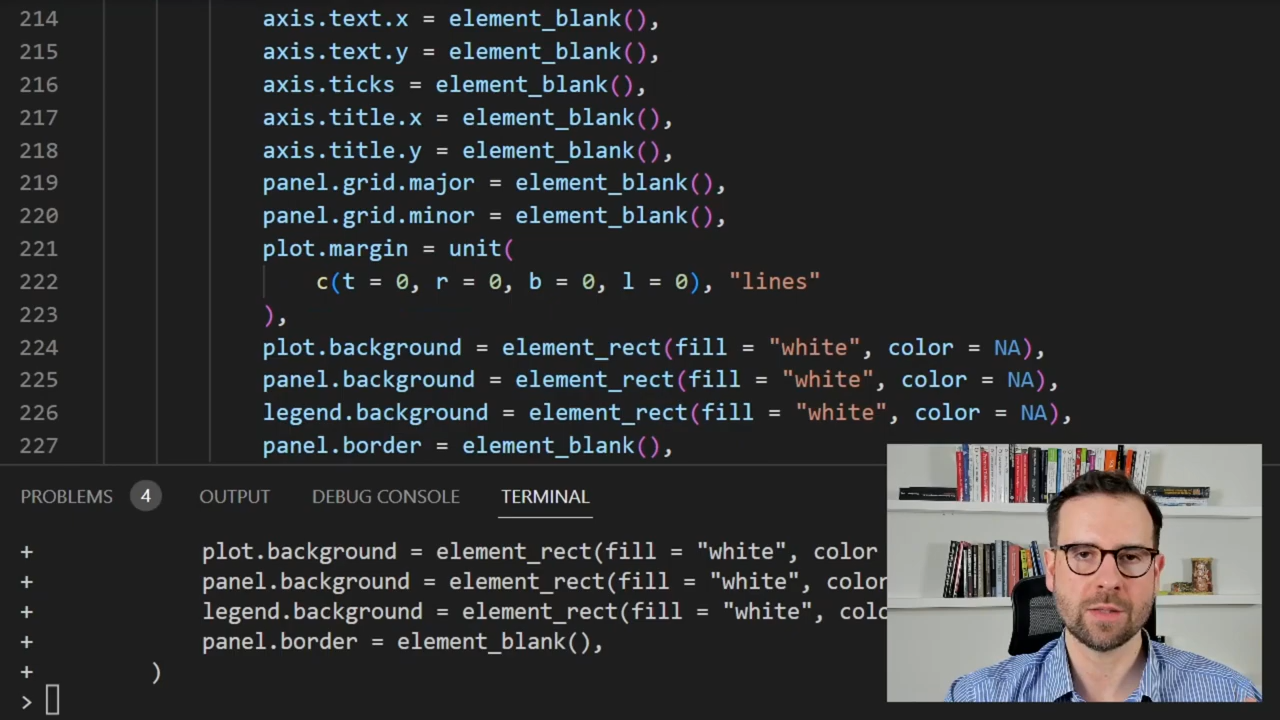 214 axis.text.x = element_blank(),
215 axis.text.y = element_blank(),
216 axis.ticks = element_blank(),
217 axis.title.x = element_blank(),
218 axis.title.y = element_blank(),
219 panel.grid.major = element_blank(),
220 panel.grid.minor = element_blank(),
221 plot.margin = unit(
222 c(t = 0, r = 0, b = 0, l = 0), "lines"
223 ),
224 plot.background = element_rect(fill = "white", color = NA),
225 panel.background = element_rect(fill = "white", color = NA),
226 legend.background = element_rect(fill = "white", color = NA),
227 panel.border = element_blank(),
PROBLEMS 4 OUTPUT DEBUG CONSOLE TERMINAL
+ plot.background = element_rect(fill = "white", color
+ panel.background = element_rect(fill = "white", color
+ legend.background = element_rect(fill = "white", colo
+ panel.border = element_blank(),
+ )
>